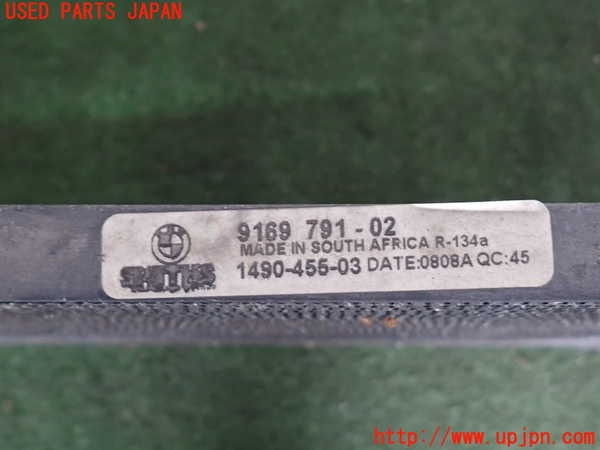 USED PARTS JAPAN
9169 791-02
MADE IN SOUTH AFRICA R-134a
SMITHS
1490-455-03 DATE:0808A QC:45
http://www.upjpn.com/